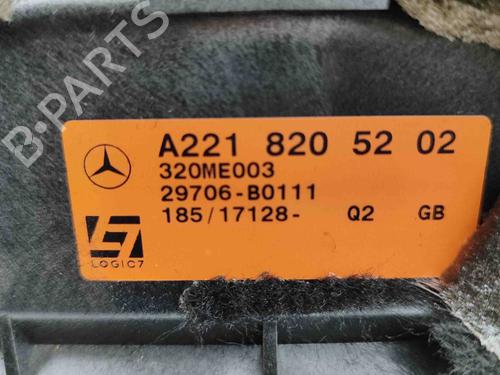 B-PARTS
A221 820 52 02
320ME003
29706-B0111
185/17128- Q2 GB
LOGIC7